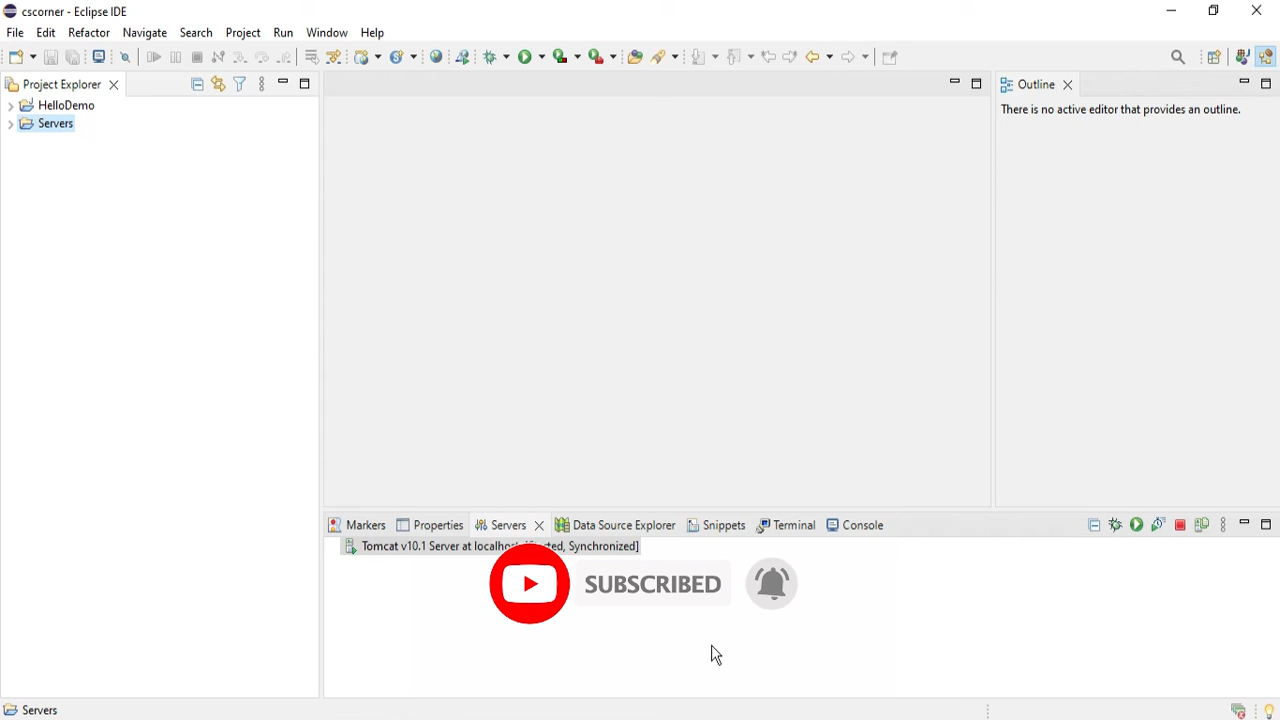 cscorner - Eclipse IDE
File Edit Refactor Navigate Search Project Run Window Help
Project Explorer
HelloDemo
Servers
Outline
There is no active editor that provides an outline.
Markers Properties Servers Data Source Explorer Snippets Terminal Console
Tomcat v10.1 Server at localhost Synchronized]
SUBSCRIBED
Servers